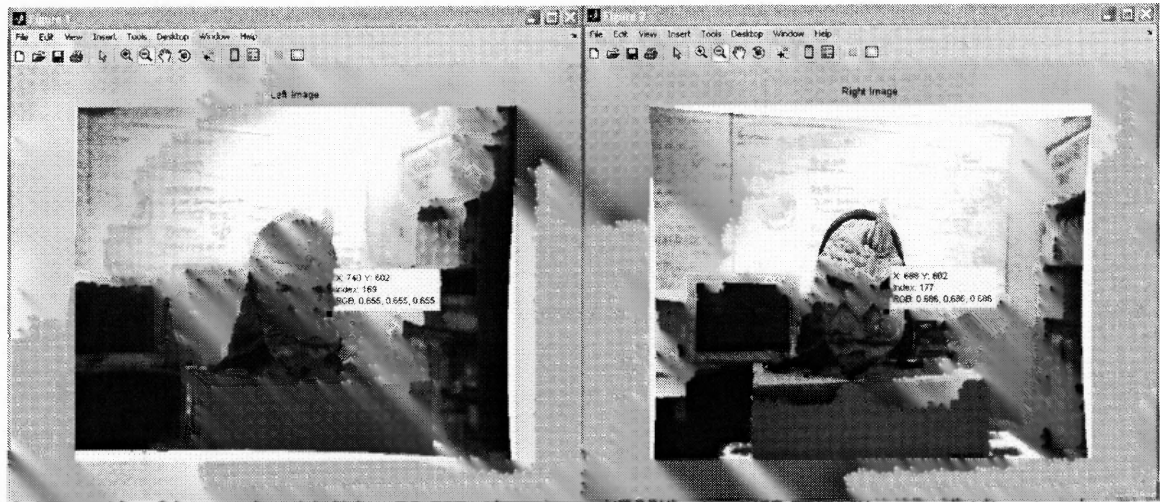 Figure 1
File Edit View Insert Tools Desktop Window Help
Left Image
X: 740 Y: 602
Index: 169
RGB: 0.655, 0.655, 0.655
Figure 2
File Edit View Insert Tools Desktop Window Help
Right Image
X: 688 Y: 602
Index: 177
RGB: 0.686, 0.686, 0.686